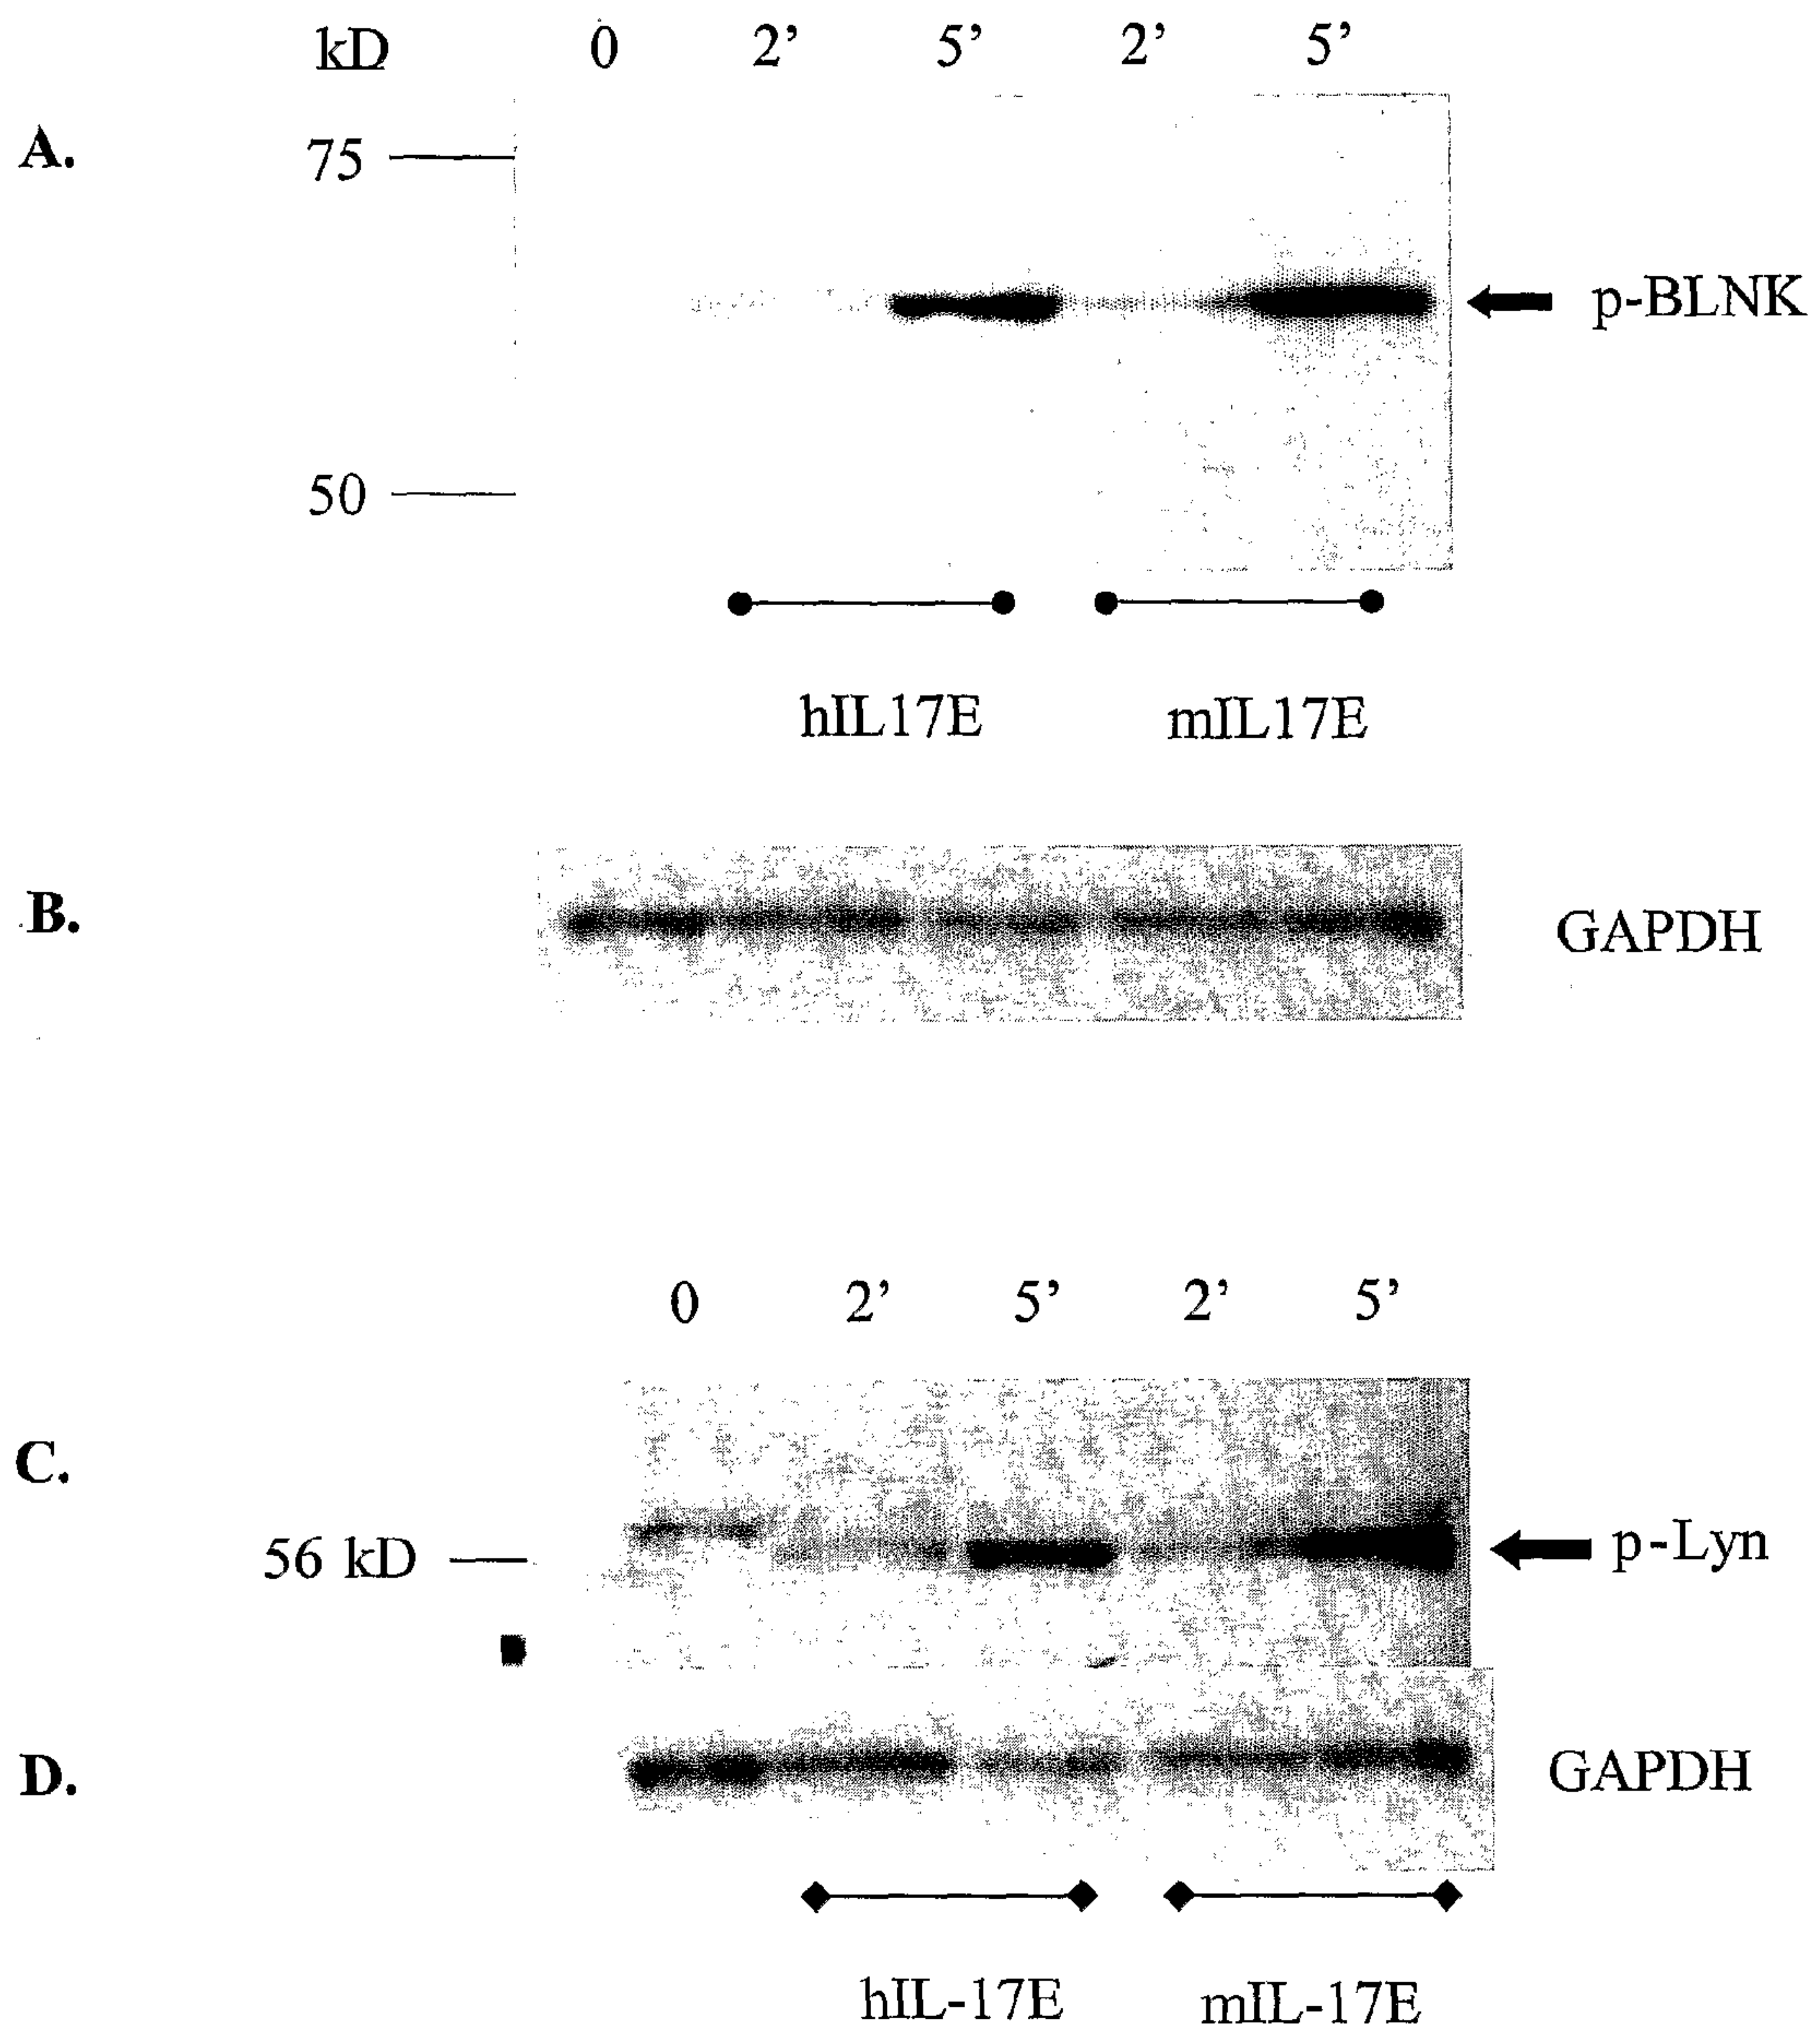 kD 0 2’ 5’ 2’ 5’
A.
75
p-BLNK
50
hIL17E mIL17E
B.
GAPDH
0 2’ 5’ 2’ 5’
C.
56 kD
p-Lyn
D.
GAPDH
hIL-17E mIL-17E